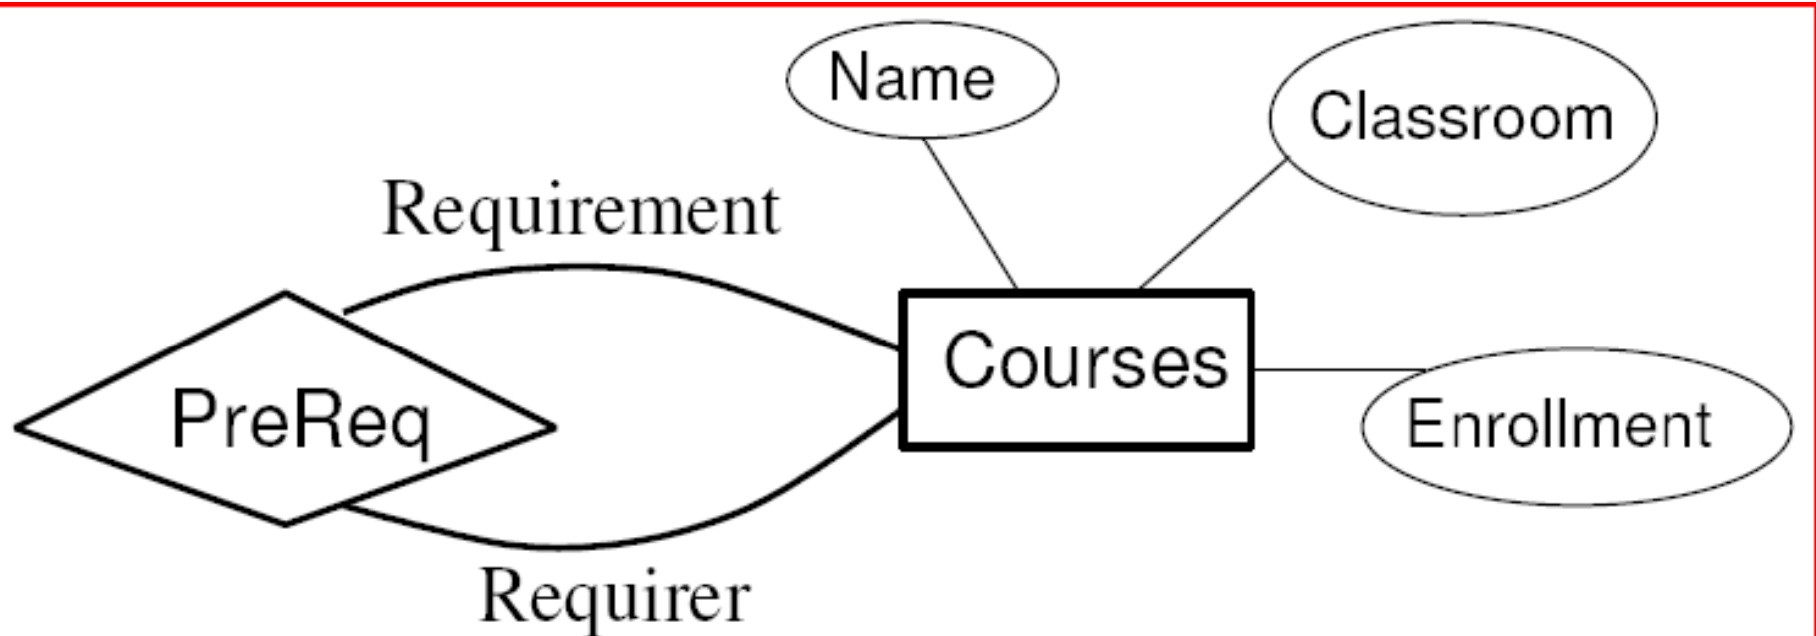 Name
Classroom
Requirement
Courses
PreReq
Enrollment
Requirer